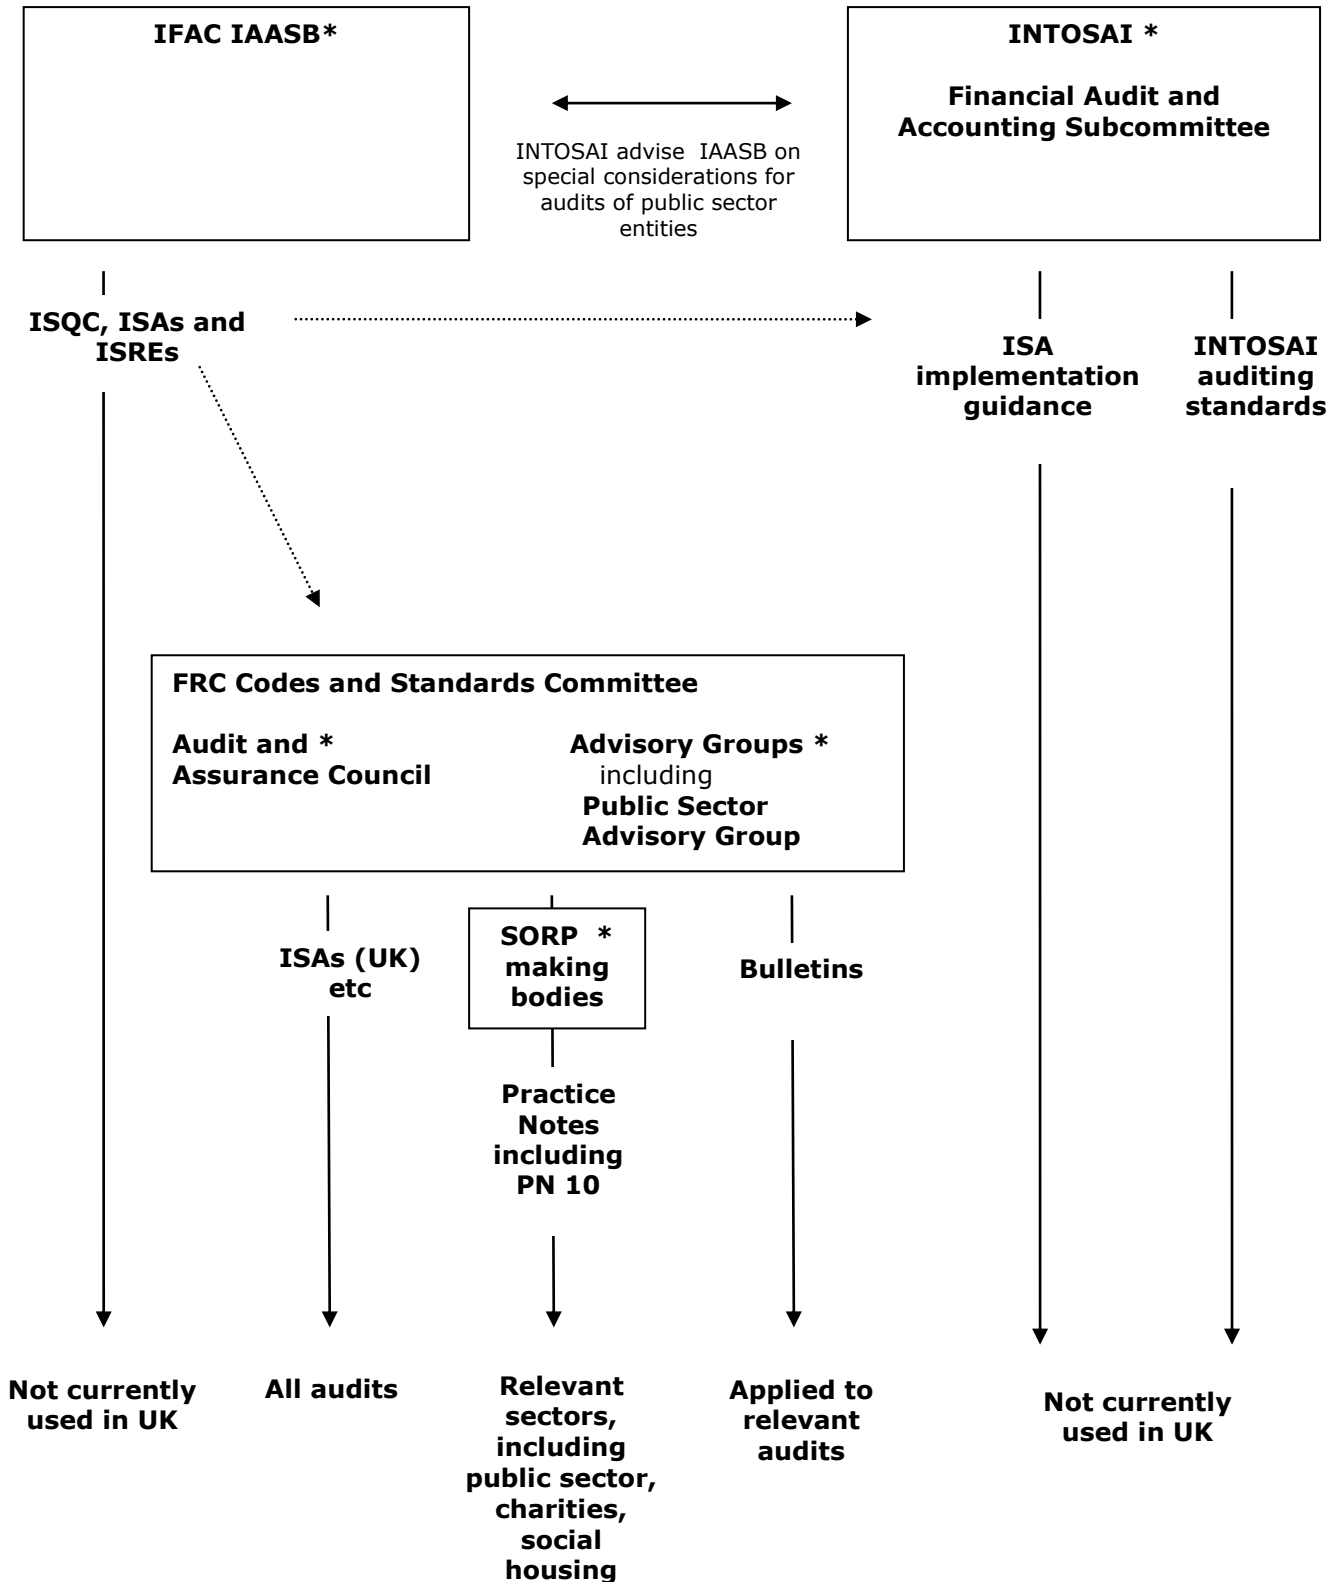 IFAC IAASB*
INTOSAI *
Financial Audit and
Accounting Subcommittee
INTOSAI advise IAASB on
special considerations for
audits of public sector
entities
ISQC, ISAs and
ISREs
ISA
implementation
guidance
INTOSAI
auditing
standards
FRC Codes and Standards Committee
Audit and *
Assurance Council
Advisory Groups *
including
Public Sector
Advisory Group
ISAs (UK)
etc
SORP *
making
bodies
Bulletins
Practice
Notes
including
PN 10
Not currently
used in UK
All audits
Relevant
sectors,
including
public sector,
charities,
social
housing
Applied to
relevant
audits
Not currently
used in UK